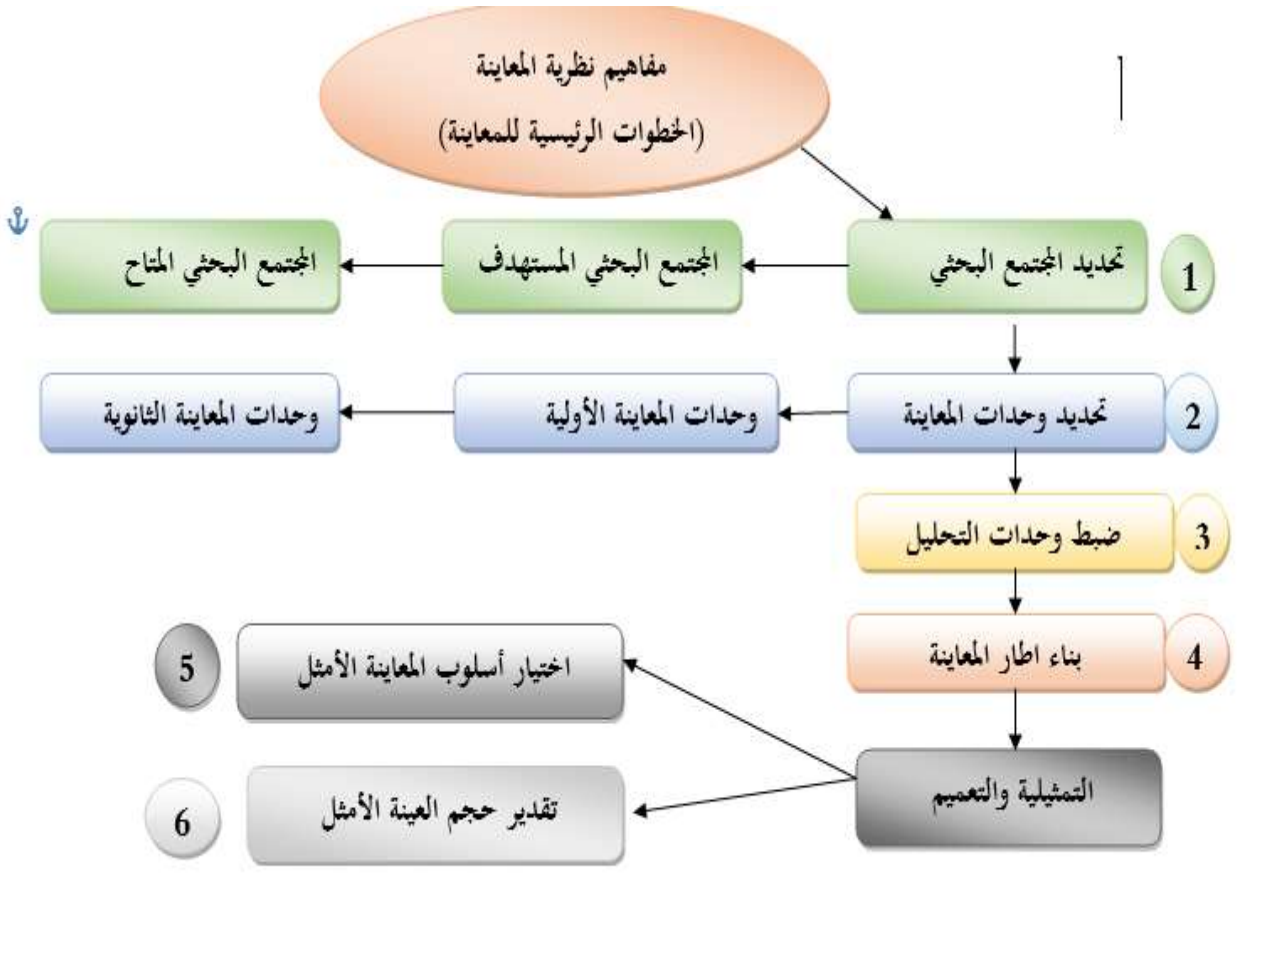 مفاهيم نظرية المعاينة
(الخطوات الرئيسية للمعاينة)
1
تحديد المجتمع البحثي
المجتمع البحثي المستهدف
المجتمع البحثي المتاح
2
تحديد وحدات المعاينة
وحدات المعاينة الأولية
وحدات المعاينة الثانوية
3
ضبط وحدات التحليل
4
بناء اطار المعاينة
التمثيلية والتعميم
اختيار أسلوب المعاينة الأمثل
5
تقدير حجم العينة الأمثل
6